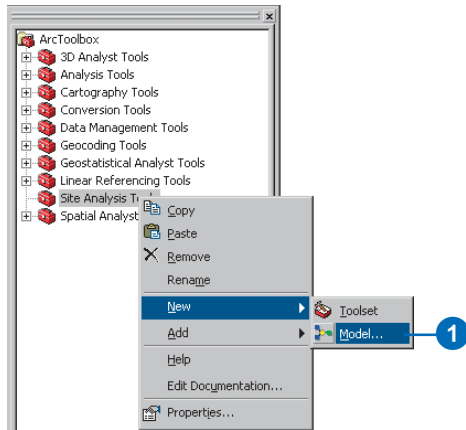 ArcToolbox
3D Analyst Tools
Analysis Tools
Cartography Tools
Conversion Tools
Data Management Tools
Geocoding Tools
Geostatistical Analyst Tools
Linear Referencing Tools
Site Analysis
Spatial Analyst
Copy
Paste
Remove
Rename
New
Add
Help
Edit Documentation...
Properties...
Toolset
Model...
1